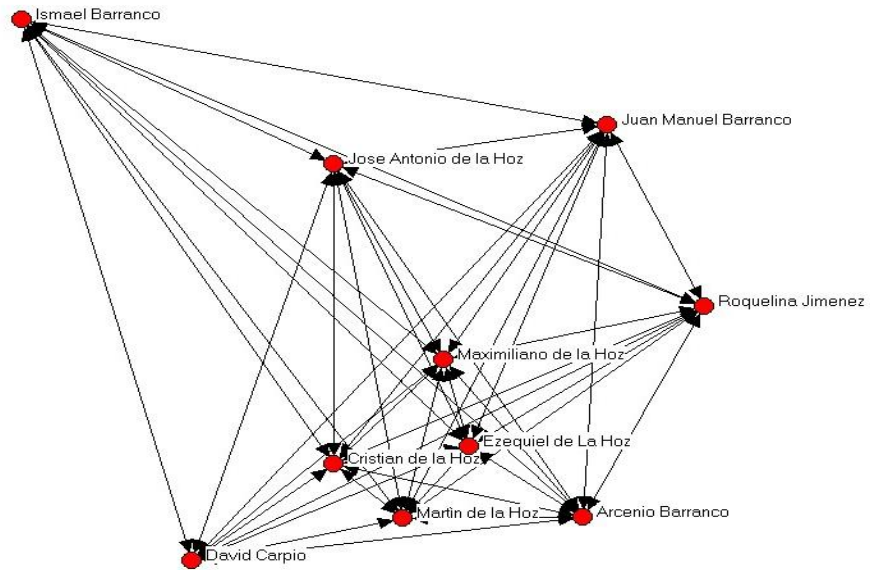 Ismael Barranco
Juan Manuel Barranco
Jose Antonio de la Hoz
Roquelina Jimenez
Maximiliano de la Hoz
Ezequiel de La Hoz
Cristian de la Hoz
Martin de la Hoz
Arcenio Barranco
David Carpio